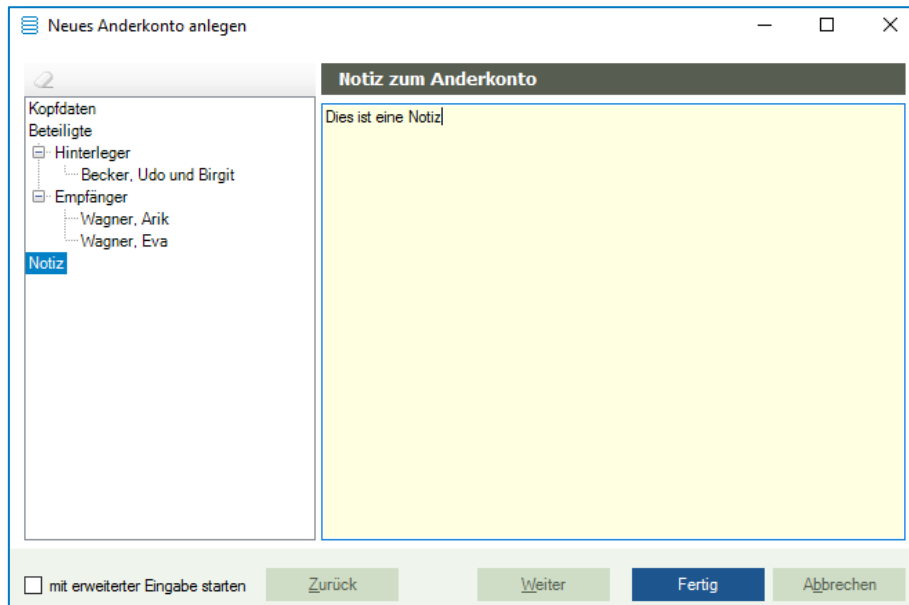 Neues Anderkonto anlegen
Notiz zum Anderkonto
Kopfdaten
Beteiligte
Hinterleger
Becker, Udo und Birgit
Empfänger
Wagner, Arik
Wagner, Eva
Notiz
Dies ist eine Notiz
mit erweiterter Eingabe starten
Zurück
Weiter
Fertig
Abbrechen